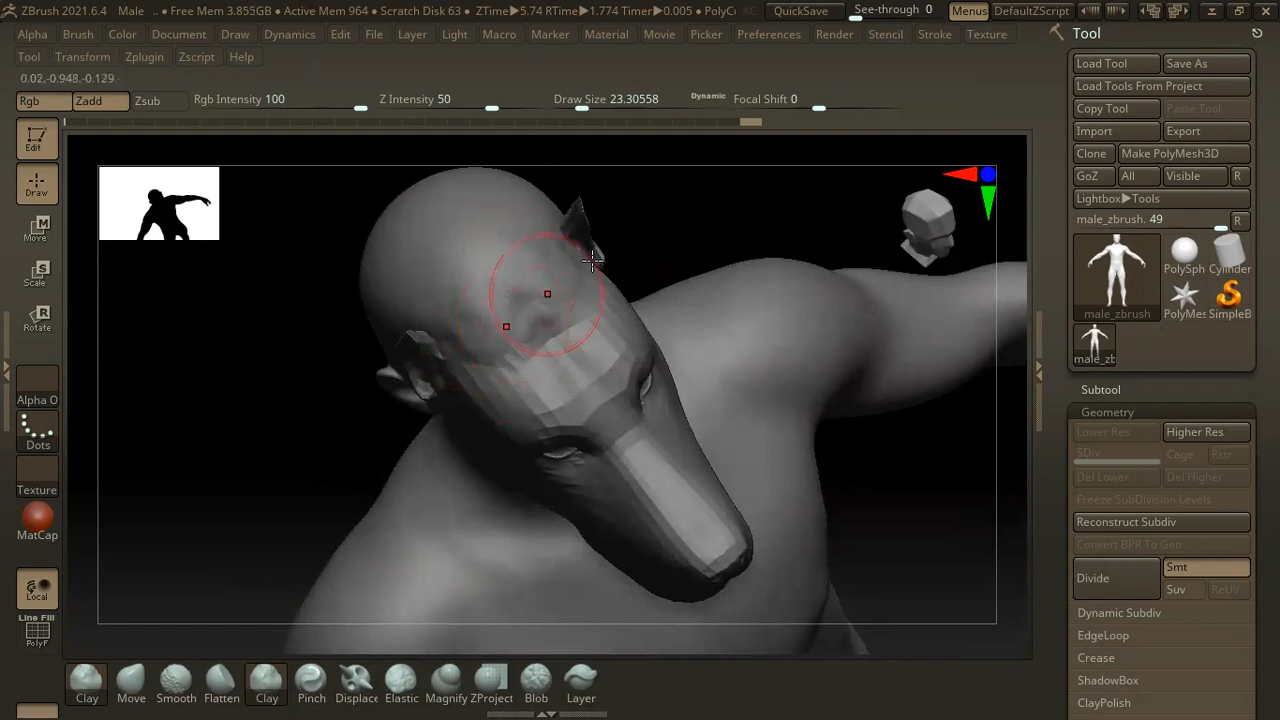 ZBrush 2021.6.4 Male .. ● Free Mem 3.855GB ● Active Mem 964 ● Scratch Disk 63 ● ZTime▶5.74 RTime▶1.774 Timer▶0.005 ● PolyC AC QuickSave See-through 0 Menus DefaultZScript
Alpha Brush Color Document Draw Dynamics Edit File Layer Light Macro Marker Material Movie Picker Preferences Render Stencil Stroke Texture
Tool Transform Zplugin Zscript Help
0.02,-0.948,-0.129
Rgb Zadd Zsub Rgb Intensity 100 Z Intensity 50 Draw Size 23.30558 Dynamic Focal Shift 0
Edit
Draw
Move
Scale
Rotate
Alpha O
Dots
Texture
MatCap
Local
Line Fill
PolyF
Clay Move Smooth Flatten Clay Pinch Displace Elastic Magnify ZProject Blob Layer
Tool
Load Tool Save As
Load Tools From Project
Copy Tool Paste Tool
Import Export
Clone Make PolyMesh3D
GoZ All Visible R
Lightbox▶Tools
male_zbrush. 49 R
PolySph Cylinder
male_zbrush PolyMes SimpleB
male_zb
Subtool
Geometry
Lower Res Higher Res
SDiv Cage Rstr
Del Lower Del Higher
Freeze SubDivision Levels
Reconstruct Subdiv
Convert BPR To Geo
Divide Smt
Suv ReUV
Dynamic Subdiv
EdgeLoop
Crease
ShadowBox
ClayPolish